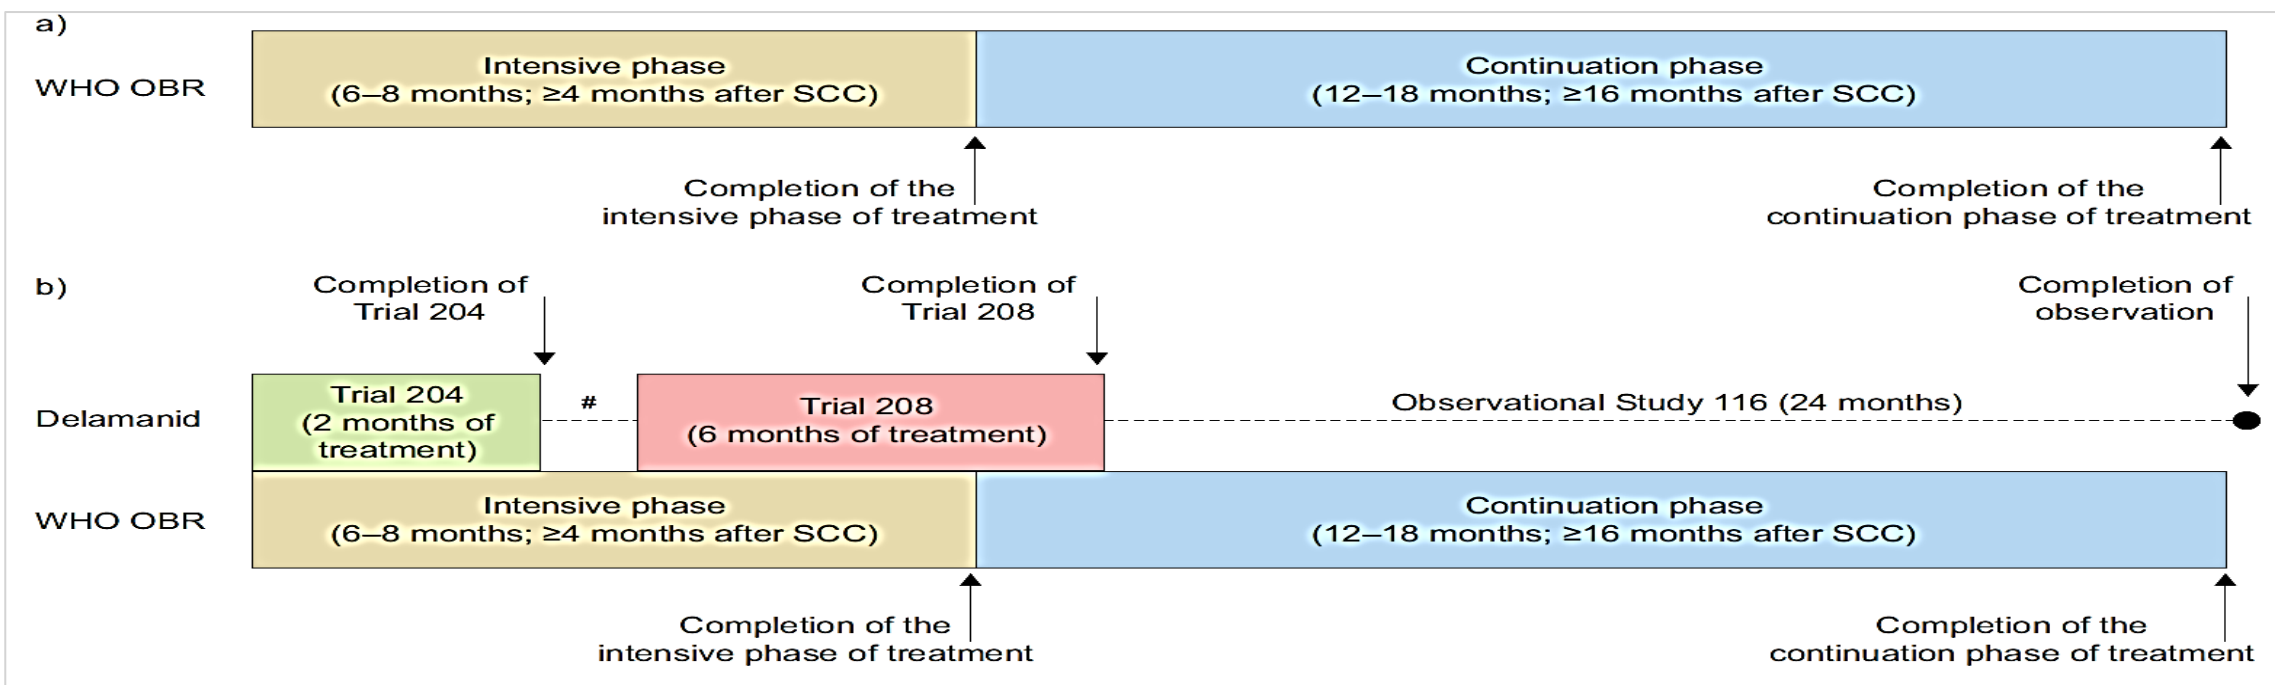 a)
WHO OBR
Intensive phase
(6–8 months; ≥4 months after SCC)
Continuation phase
(12–18 months; ≥16 months after SCC)
Completion of the
intensive phase of treatment
Completion of the
continuation phase of treatment
b)
Completion of
Trial 204
Completion of
Trial 208
Completion of
observation
Delamanid
Trial 204
(2 months of
treatment)
#
Trial 208
(6 months of treatment)
Observational Study 116 (24 months)
WHO OBR
Intensive phase
(6–8 months; ≥4 months after SCC)
Continuation phase
(12–18 months; ≥16 months after SCC)
Completion of the
intensive phase of treatment
Completion of the
continuation phase of treatment